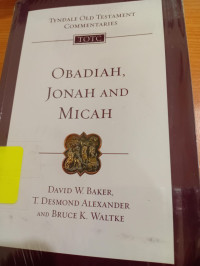 TYNDALE OLD TESTAMENT
COMMENTARIES
TOTC
OBADIAH,
JONAH AND
MICAH
DAVID W. BAKER,
T. DESMOND ALEXANDER
AND BRUCE K. WALTKE